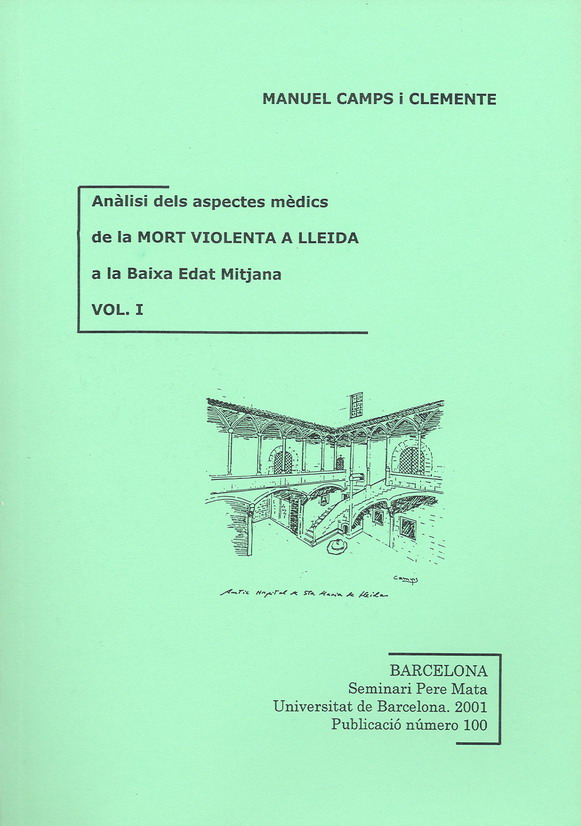 MANUEL CAMPS i CLEMENTE
Anàlisi dels aspectes mèdics
de la MORT VIOLENTA A LLEIDA
a la Baixa Edat Mitjana
VOL. I
Camps
Antic Hospital de Sta Maria de Lleida
BARCELONA
Seminari Pere Mata
Universitat de Barcelona. 2001
Publicació número 100